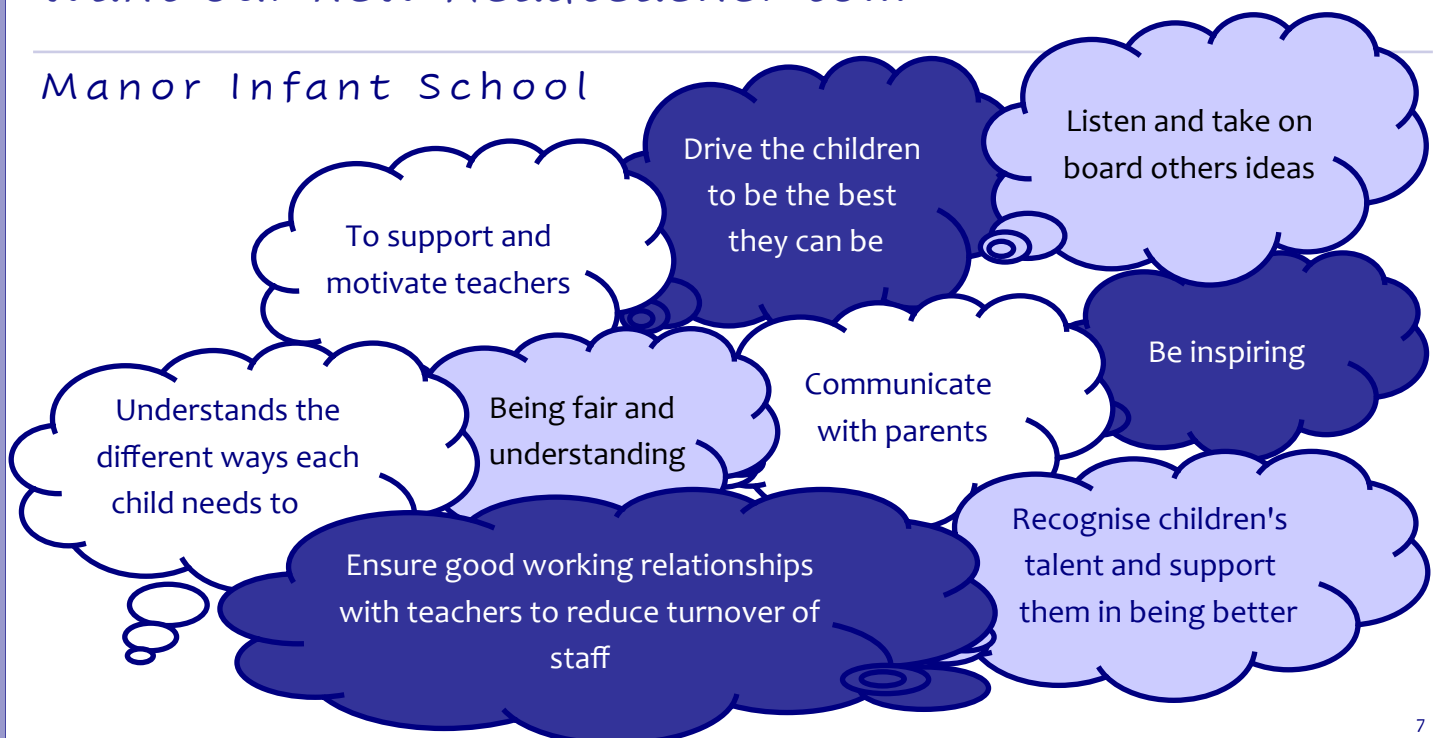 Manor Infant School
Drive the children
to be the best
they can be
Listen and take on
board others ideas
To support and
motivate teachers
Be inspiring
Communicate
with parents
Being fair and
understanding
Understands the
different ways each
child needs to
Ensure good working relationships
with teachers to reduce turnover of
staff
Recognise children's
talent and support
them in being better
7